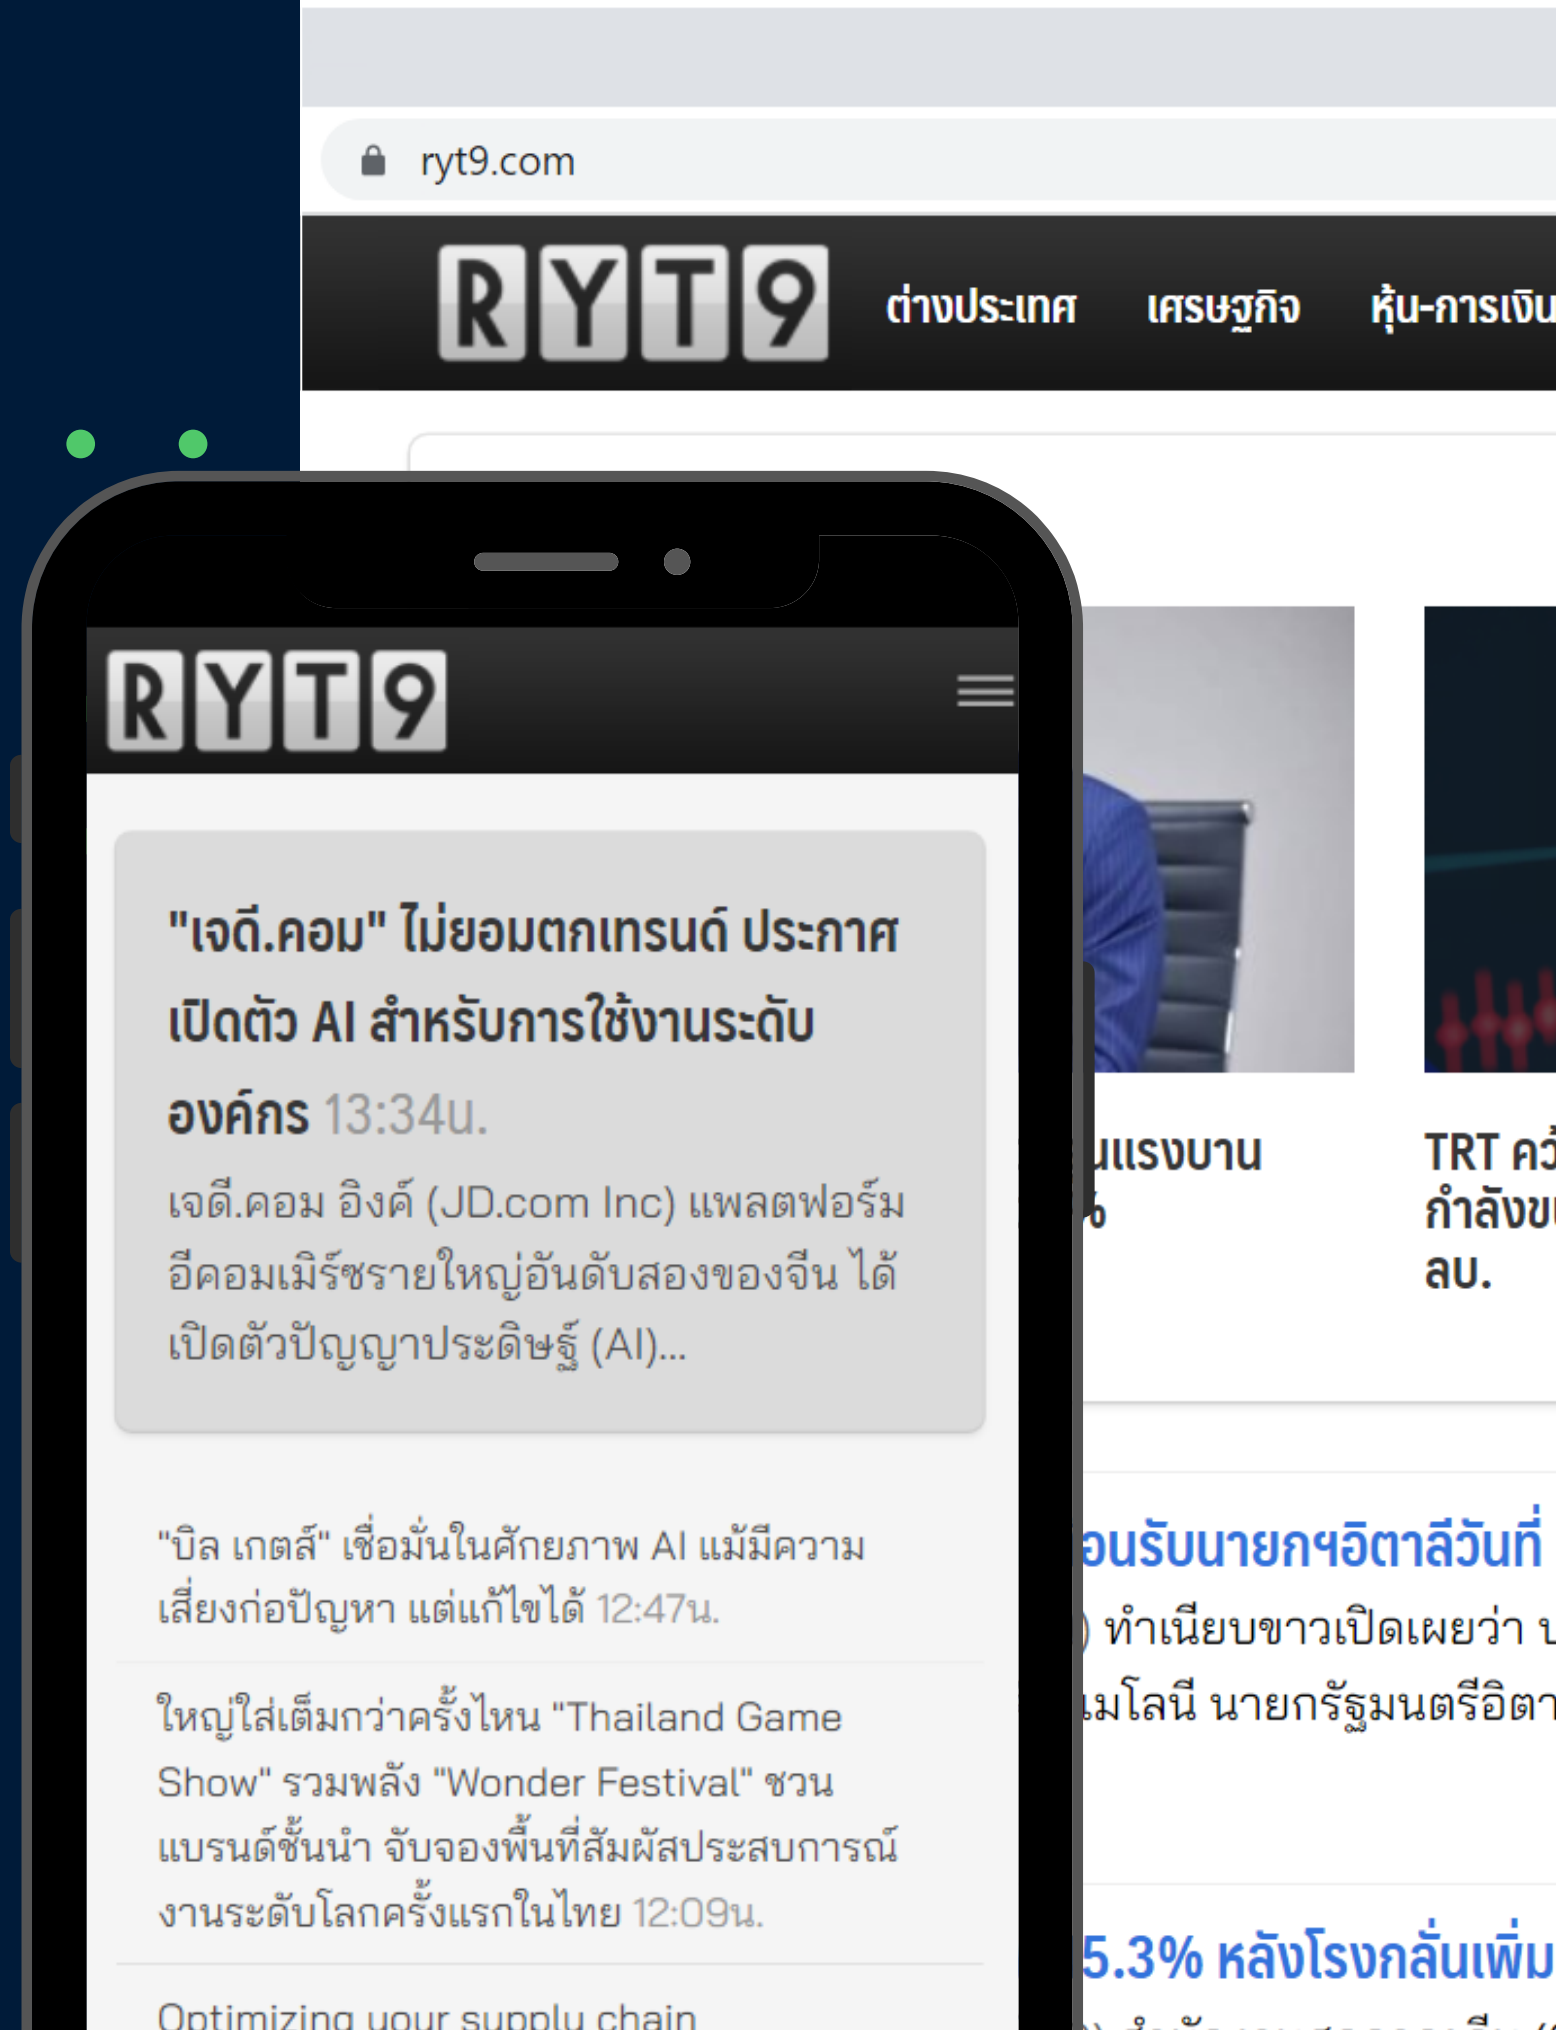 ryt9.com
RYT9 ต่างประเทศ เศรษฐกิจ หุ้น-การเงิน
RYT9
"เจดี.คอม" ไม่ยอมตกเทรนด์ ประกาศ
เปิดตัว AI สำหรับการใช้งานระดับ
องค์กร 13:34น.
เจดี.คอม อิงค์ (JD.com Inc) แพลตฟอร์ม
อีคอมเมิร์ซรายใหญ่อันดับสองของจีน ได้
เปิดตัวปัญญาประดิษฐ์ (AI)...
"บิล เกตส์" เชื่อมั่นในศักยภาพ AI แม้มีความ
เสี่ยงก่อปัญหา แต่แก้ไขได้ 12:47น.
ใหญ่ใส่เต็มกว่าครั้งไหน "Thailand Game
Show" รวมพลัง "Wonder Festival" ชวน
แบรนด์ชั้นนำ จับจองพื้นที่สัมผัสประสบการณ์
งานระดับโลกครั้งแรกในไทย 12:09น.
Optimizing your supply chain
แรงบาน
%
TRT
กำลัง
ลบ.
รับนายกฯอิตาลีวันที่
) ทำเนียบขาวเปิดเผยว่า
เมโลนี นายกรัฐมนตรี
5.3% หลังโรงกลั่นเพิ่ม